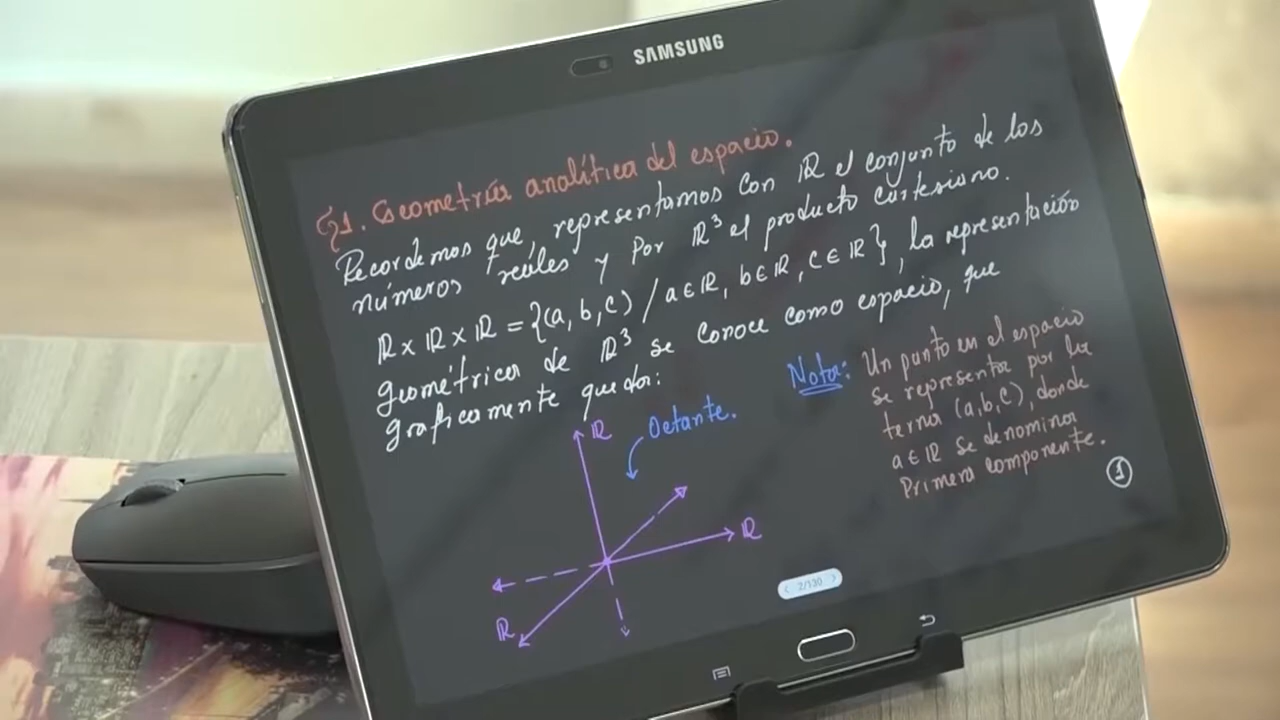 SAMSUNG
§1. Geometría analítica del espacio.
Recordemos que, representamos con ℝ el conjunto de los
números reales y por ℝ³ el producto cartesiano.
ℝ×ℝ×ℝ = {(a,b,c) / a∈ℝ, b∈ℝ, c∈ℝ}, la representación
geométrica de ℝ³ se conoce como espacio, que
graficamente queda:
ℝ
Octante.
ℝ
ℝ
Nota: Un punto en el espacio
se representa por la
terna (a,b,c), donde
a∈ℝ se denomina
Primera componente.
1
2/130